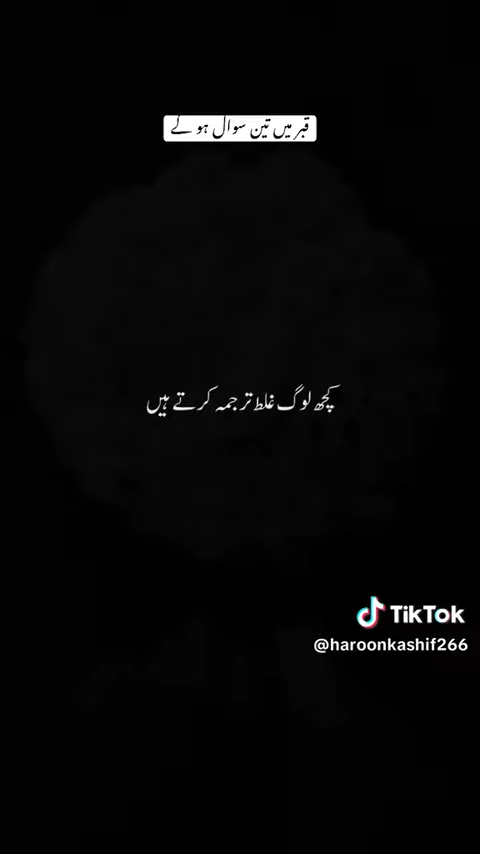 قبر میں تین سوال ہو لے
کچھ لوگ غلط ترجمہ کرتے ہیں
TikTok
@haroonkashif266